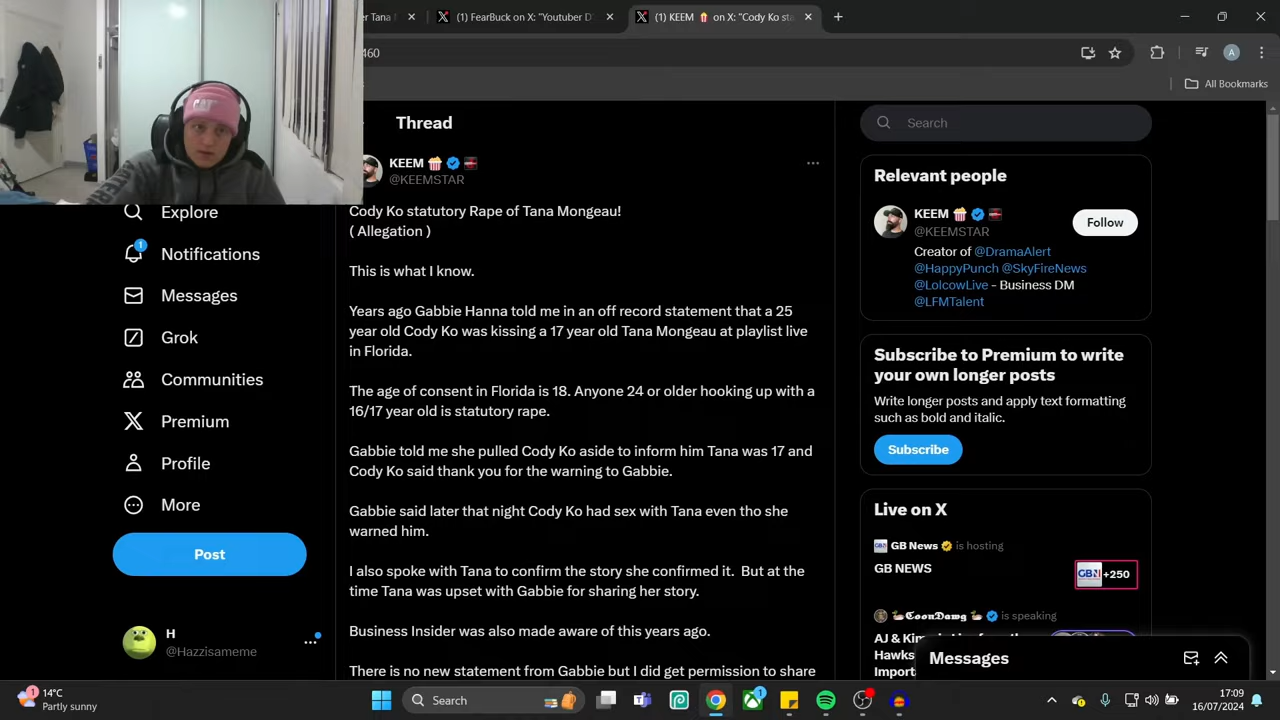 er Tana
(1) FearBuck on X: "Youtuber D'
(1) KEEM 🍿 on X: "Cody Ko sta
460
All Bookmarks
A
CAT
Thread
Search
KEEM 🍿
@KEEMSTAR
Cody Ko statutory Rape of Tana Mongeau!
( Allegation )
This is what I know.
Years ago Gabbie Hanna told me in an off record statement that a 25
year old Cody Ko was kissing a 17 year old Tana Mongeau at playlist live
in Florida.
The age of consent in Florida is 18. Anyone 24 or older hooking up with a
16/17 year old is statutory rape.
Gabbie told me she pulled Cody Ko aside to inform him Tana was 17 and
Cody Ko said thank you for the warning to Gabbie.
Gabbie said later that night Cody Ko had sex with Tana even tho she
warned him.
I also spoke with Tana to confirm the story she confirmed it.  But at the
time Tana was upset with Gabbie for sharing her story.
Business Insider was also made aware of this years ago.
There is no new statement from Gabbie but I did get permission to share
Explore
1
Notifications
Messages
Grok
Communities
Premium
Profile
More
Post
H
@Hazzisameme
Relevant people
KEEM 🍿
@KEEMSTAR
Follow
Creator of @DramaAlert
@HappyPunch @SkyFireNews
@LolcowLive - Business DM
@LFMTalent
Subscribe to Premium to write
your own longer posts
Write longer posts and apply text formatting
such as bold and italic.
Subscribe
Live on X
GB News is hosting
GB NEWS
GBN +250
🦢 𝕮𝖔𝖔𝖓𝕯𝖆𝖜𝖌 🦢 is speaking
Hawks
Importa
Messages
1
14°C
Partly sunny
Search
1
17:09
16/07/2024